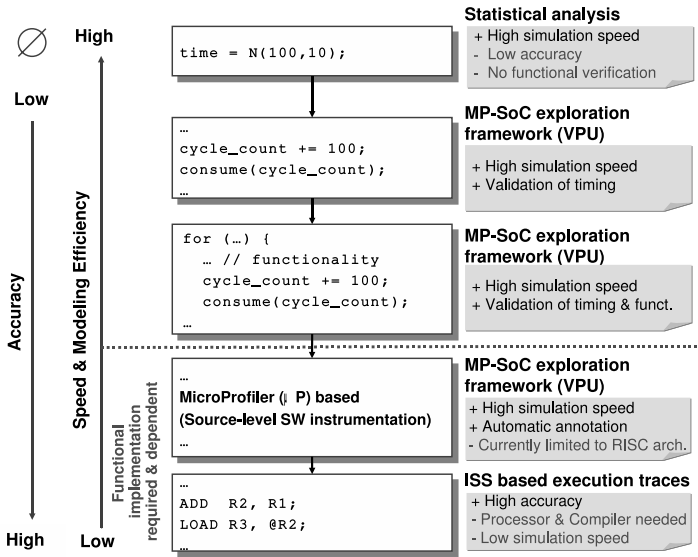 ∅
High
Low
Accuracy
High
Speed & Modeling Efficiency
High
Low
time = N(100,10);
Statistical analysis
+ High simulation speed
- Low accuracy
- No functional verification
…
cycle_count += 100;
consume(cycle_count);
…
MP-SoC exploration
framework (VPU)
+ High simulation speed
+ Validation of timing
for (…) {
… // functionality
cycle_count += 100;
consume(cycle_count);
…
MP-SoC exploration
framework (VPU)
+ High simulation speed
+ Validation of timing & funct.
Functional
implementation
required & dependent
…
MicroProfiler (µ P) based
(Source-level SW instrumentation)
…
MP-SoC exploration
framework (VPU)
+ High simulation speed
+ Automatic annotation
- Currently limited to RISC arch.
…
ADD R2, R1;
LOAD R3, @R2;
…
ISS based execution traces
+ High accuracy
- Processor & Compiler needed
- Low simulation speed